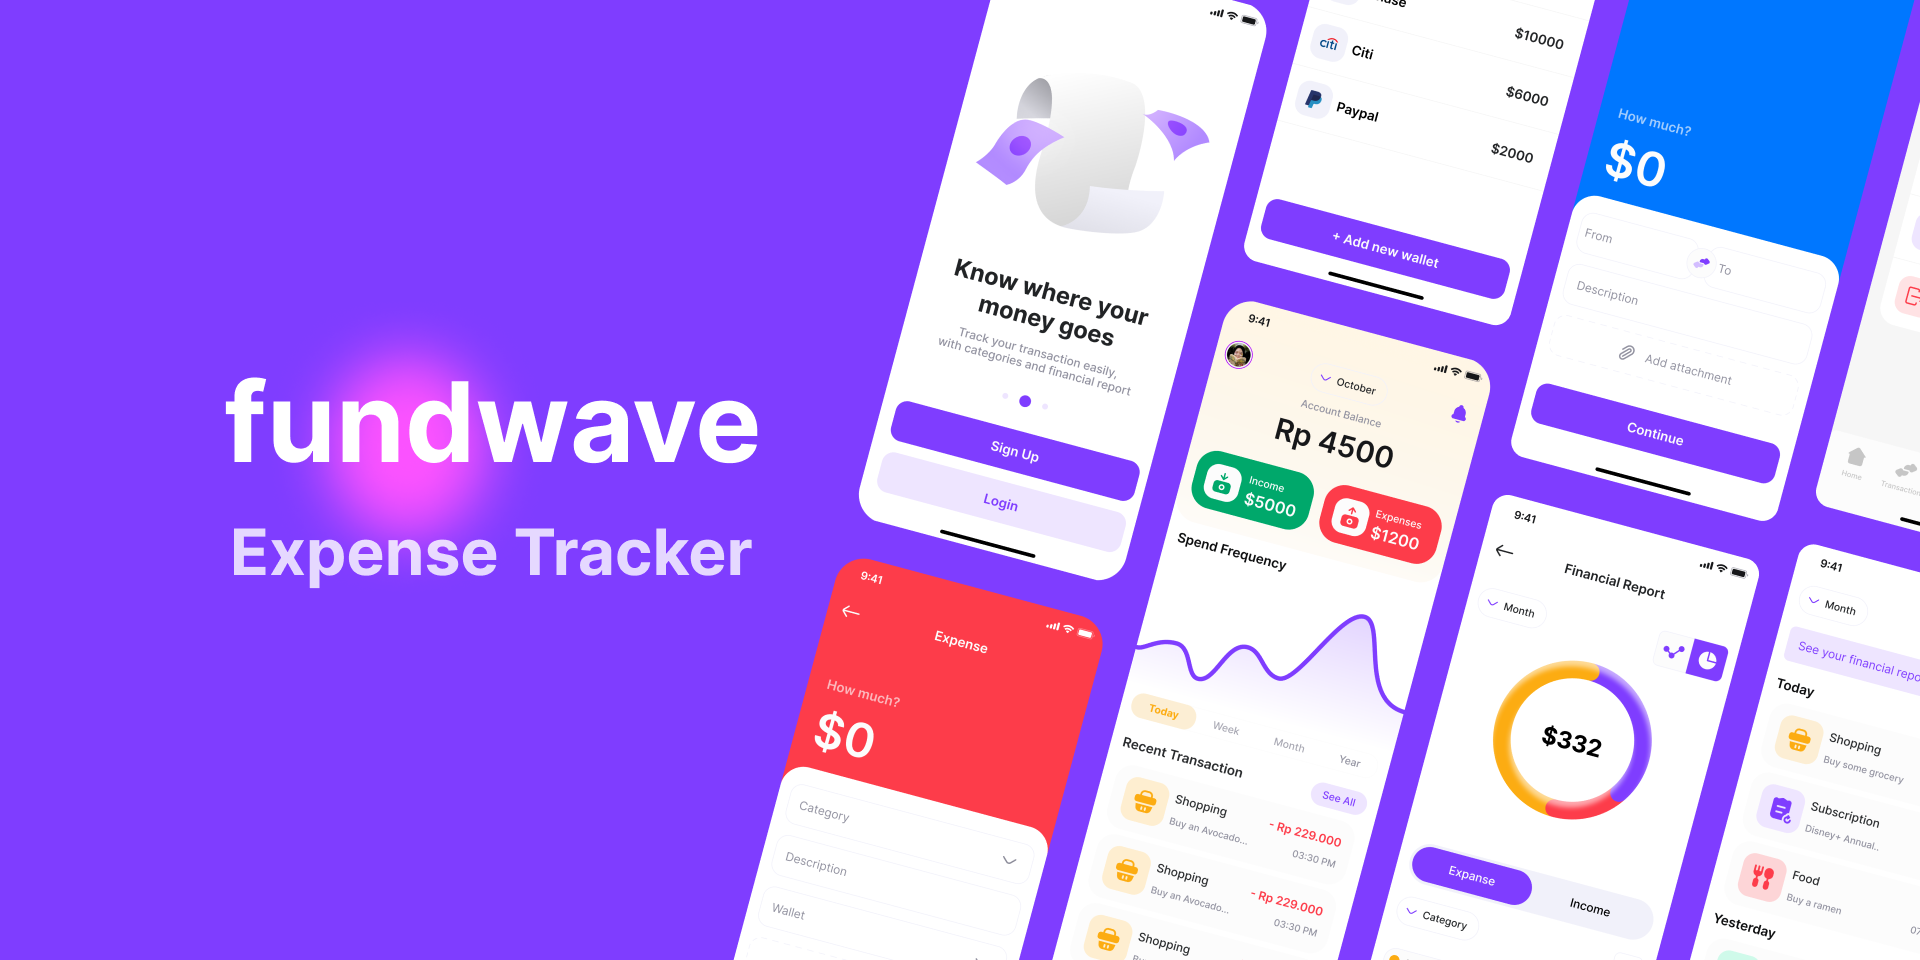 fundwave
Expense Tracker
Know where your
money goes
Track your transaction easily,
with categories and financial report
Sign Up
Login
9:41
Expense
How much?
$0
Category
Description
Wallet
$10000
citi
Citi
$6000
Paypal
$2000
+ Add new wallet
9:41
October
Account Balance
Rp 4500
Income
$5000
Expenses
$1200
Spend Frequency
Today
Week
Month
Year
Recent Transaction
See All
Shopping
- Rp 229.000
Buy an Avocado...
03:30 PM
Shopping
- Rp 229.000
Buy an Avocado...
03:30 PM
Shopping
How much?
$0
From
To
Description
Add attachment
Continue
9:41
Financial Report
Month
$332
Expanse
Income
Category
Home
Transaction
9:41
Month
See your financial repo
Today
Shopping
Buy some grocery
Subscription
Disney+ Annual..
Food
Buy a ramen
Yesterday